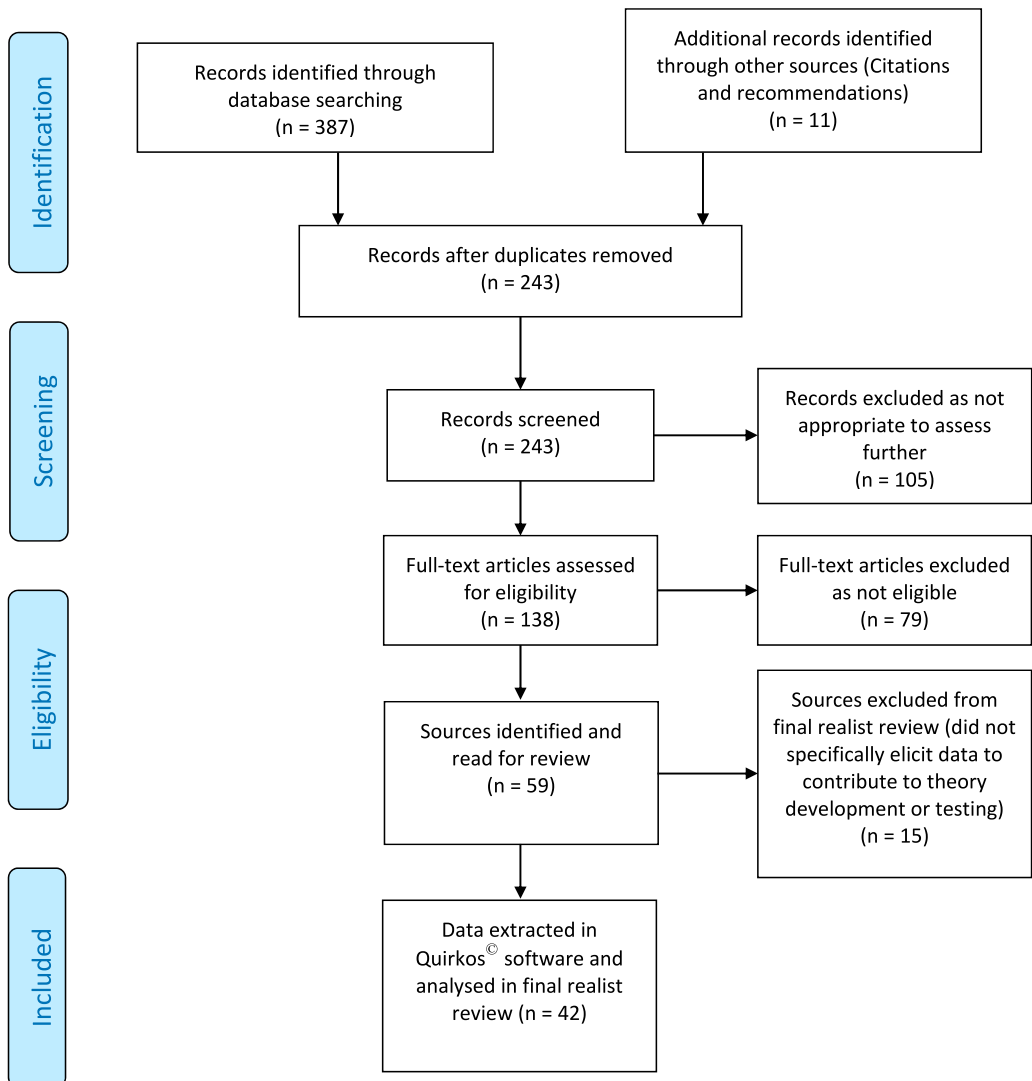 Identification
Records identified through
database searching
(n = 387)
Additional records identified
through other sources (Citations
and recommendations)
(n = 11)
Records after duplicates removed
(n = 243)
Screening
Records screened
(n = 243)
Records excluded as not
appropriate to assess
further
(n = 105)
Full-text articles assessed
for eligibility
(n = 138)
Full-text articles excluded
as not eligible
(n = 79)
Eligibility
Sources identified and
read for review
(n = 59)
Sources excluded from
final realist review (did not
specifically elicit data to
contribute to theory
development or testing)
(n = 15)
Included
Data extracted in
Quirkos© software and
analysed in final realist
review (n = 42)